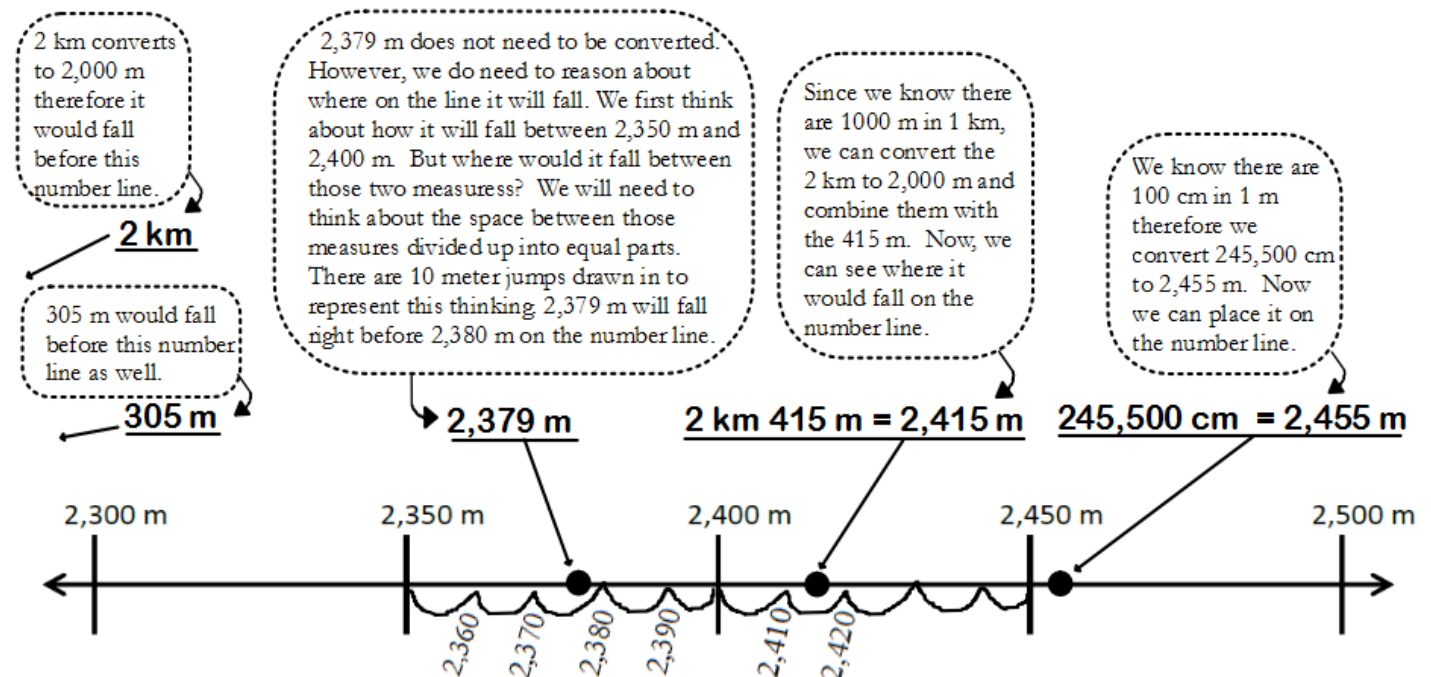 2 km converts
to 2,000 m
therefore it
would fall
before this
number line.
2 km
305 m would fall
before this number
line as well.
305 m
2,379 m does not need to be converted.
However, we do need to reason about
where on the line it will fall. We first think
about how it will fall between 2,350 m and
2,400 m. But where would it fall between
those two measuress? We will need to
think about the space between those
measures divided up into equal parts.
There are 10 meter jumps drawn in to
represent this thinking. 2,379 m will fall
right before 2,380 m on the number line.
2,379 m
Since we know there
are 1000 m in 1 km,
we can convert the
2 km to 2,000 m and
combine them with
the 415 m. Now, we
can see where it
would fall on the
number line.
2 km 415 m = 2,415 m
We know there are
100 cm in 1 m
therefore we
convert 245,500 cm
to 2,455 m. Now
we can place it on
the number line.
245,500 cm = 2,455 m
2,300 m
2,350 m
2,400 m
2,450 m
2,500 m
2,360
2,370
2,380
2,390
2,410
2,420